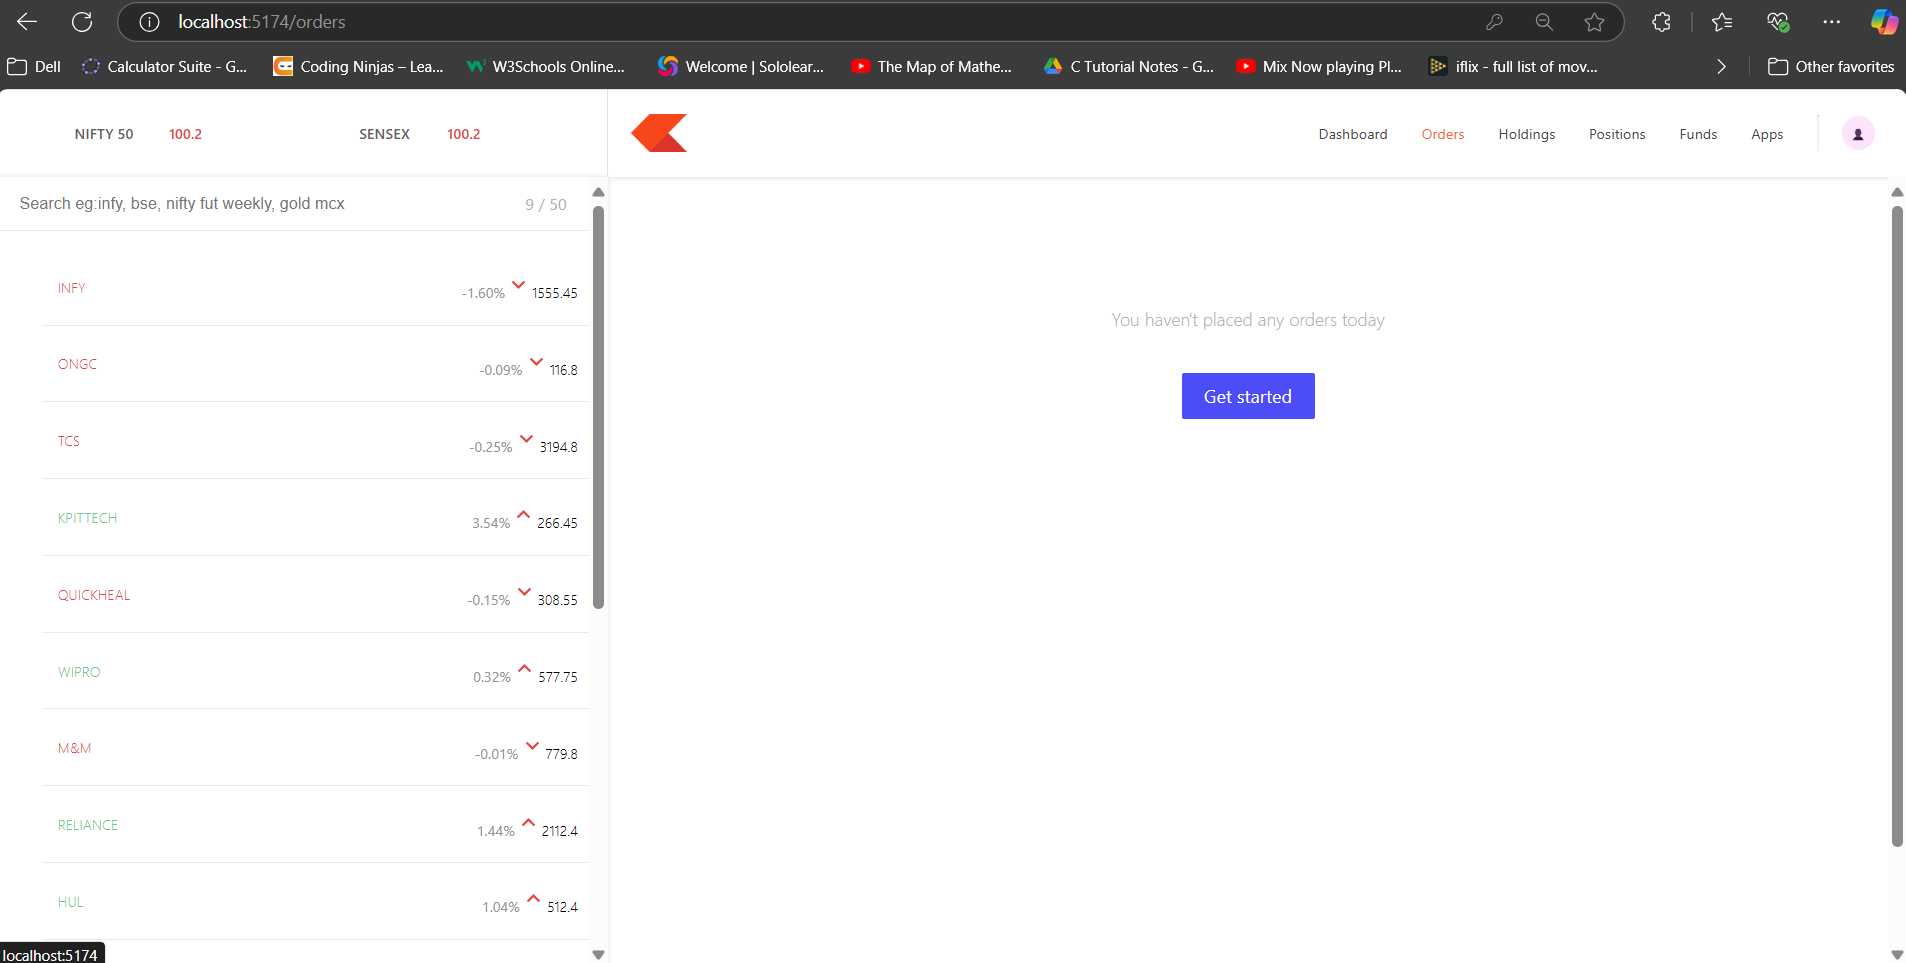 localhost:5174/orders
Dell
Calculator Suite - G...
Coding Ninjas – Lea...
W3Schools Online...
Welcome | Sololear...
The Map of Mathe...
C Tutorial Notes - G...
Mix Now playing Pl...
iflix - full list of mov...
Other favorites
NIFTY 50 100.2
SENSEX 100.2
Dashboard
Orders
Holdings
Positions
Funds
Apps
Search eg:infy, bse, nifty fut weekly, gold mcx 9 / 50
INFY -1.60% 1555.45
ONGC -0.09% 116.8
TCS -0.25% 3194.8
KPITTECH 3.54% 266.45
QUICKHEAL -0.15% 308.55
WIPRO 0.32% 577.75
M&M -0.01% 779.8
RELIANCE 1.44% 2112.4
HUL 1.04% 512.4
You haven't placed any orders today
Get started
localhost:5174